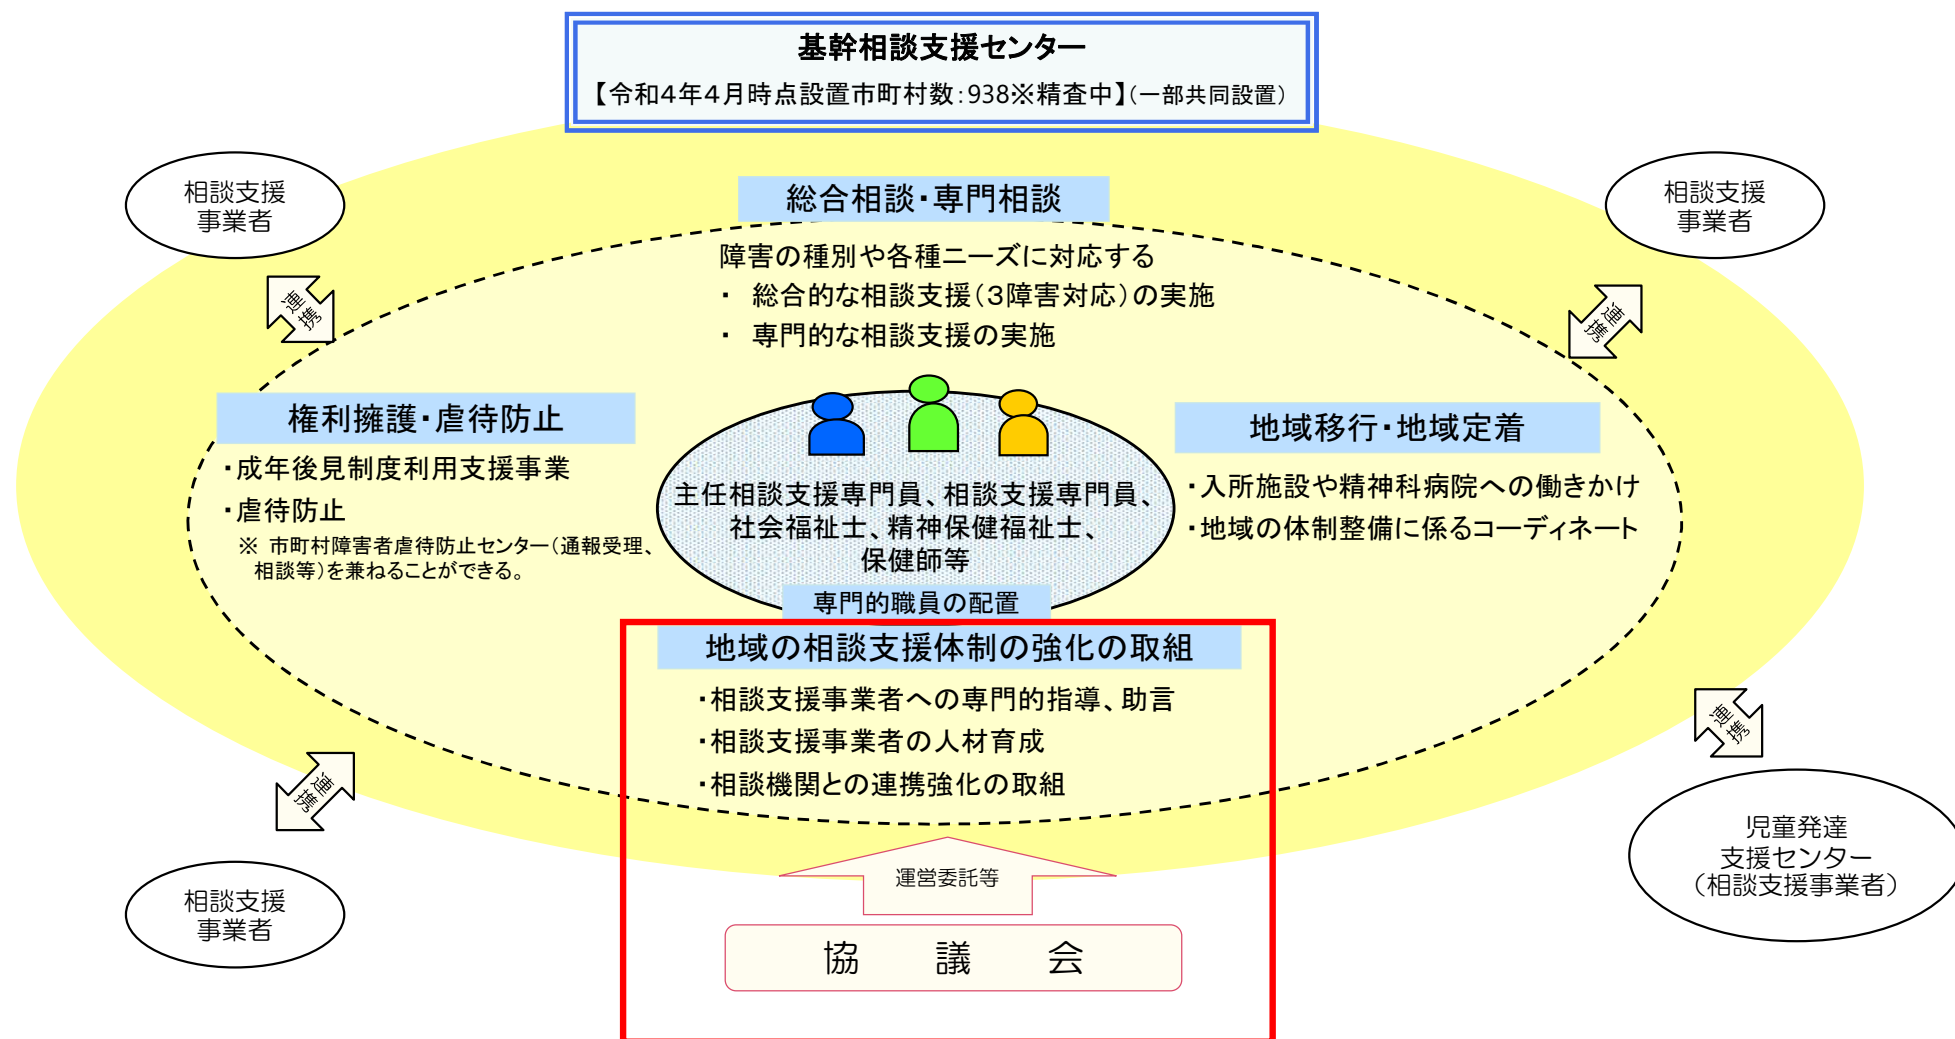 基幹相談支援センター
【令和４年４月時点設置市町村数：938※精査中】（一部共同設置）
相談支援
事業者
相談支援
事業者
連携
連携
総合相談・専門相談
障害の種別や各種ニーズに対応する
・ 総合的な相談支援（３障害対応）の実施
・ 専門的な相談支援の実施
権利擁護・虐待防止
・成年後見制度利用支援事業
・虐待防止
※ 市町村障害者虐待防止センター（通報受理、
相談等）を兼ねることができる。
主任相談支援専門員、相談支援専門員、
社会福祉士、精神保健福祉士、
保健師等
専門的職員の配置
地域移行・地域定着
・入所施設や精神科病院への働きかけ
・地域の体制整備に係るコーディネート
地域の相談支援体制の強化の取組
・相談支援事業者への専門的指導、助言
・相談支援事業者の人材育成
・相談機関との連携強化の取組
連携
連携
相談支援
事業者
児童発達
支援センター
（相談支援事業者）
運営委託等
協 議 会